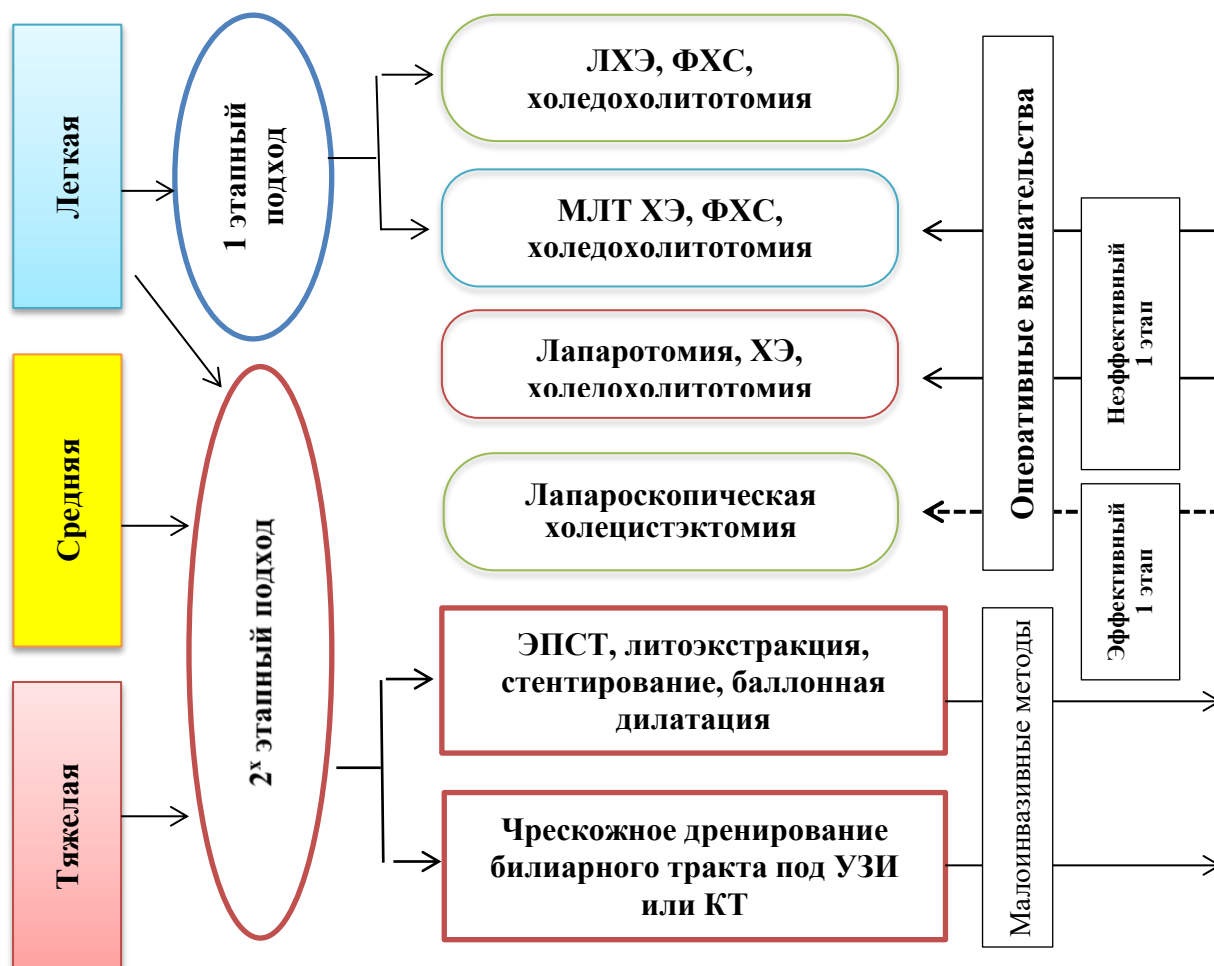 Легкая
1 этапный
подход
ЛХЭ, ФХС,
холедохолитотомия
МЛТ ХЭ, ФХС,
холедохолитотомия
Лапаротомия, ХЭ,
холедохолитотомия
Лапароскопическая
холецистэктомия
Оперативные вмешательства
Неэффективный
1 этап
Эффективный
1 этап
Средняя
2ˣ этапный подход
Тяжелая
ЭПСТ, литоэкстракция,
стентирование, баллонная
дилатация
Чрескожное дренирование
билиарного тракта под УЗИ
или КТ
Малоинвазивные методы